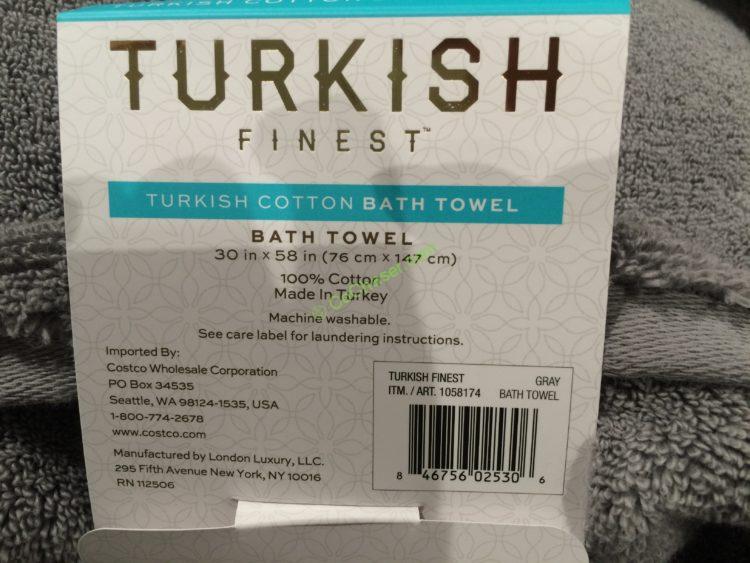 TURKISH COTTON
TURKISH
FINEST™
TURKISH COTTON BATH TOWEL
BATH TOWEL
30 in x 58 in (76 cm x 147 cm)
100% Cotton
Made In Turkey
Machine washable.
See care label for laundering instructions.
Imported By:
Costco Wholesale Corporation
PO Box 34535
Seattle, WA 98124-1535, USA
1-800-774-2678
www.costco.com
Manufactured by London Luxury, LLC.
295 Fifth Avenue New York, NY 10016
RN 112506
TURKISH FINEST GRAY
ITM. / ART. 1058174 BATH TOWEL
8 46756 02530 6